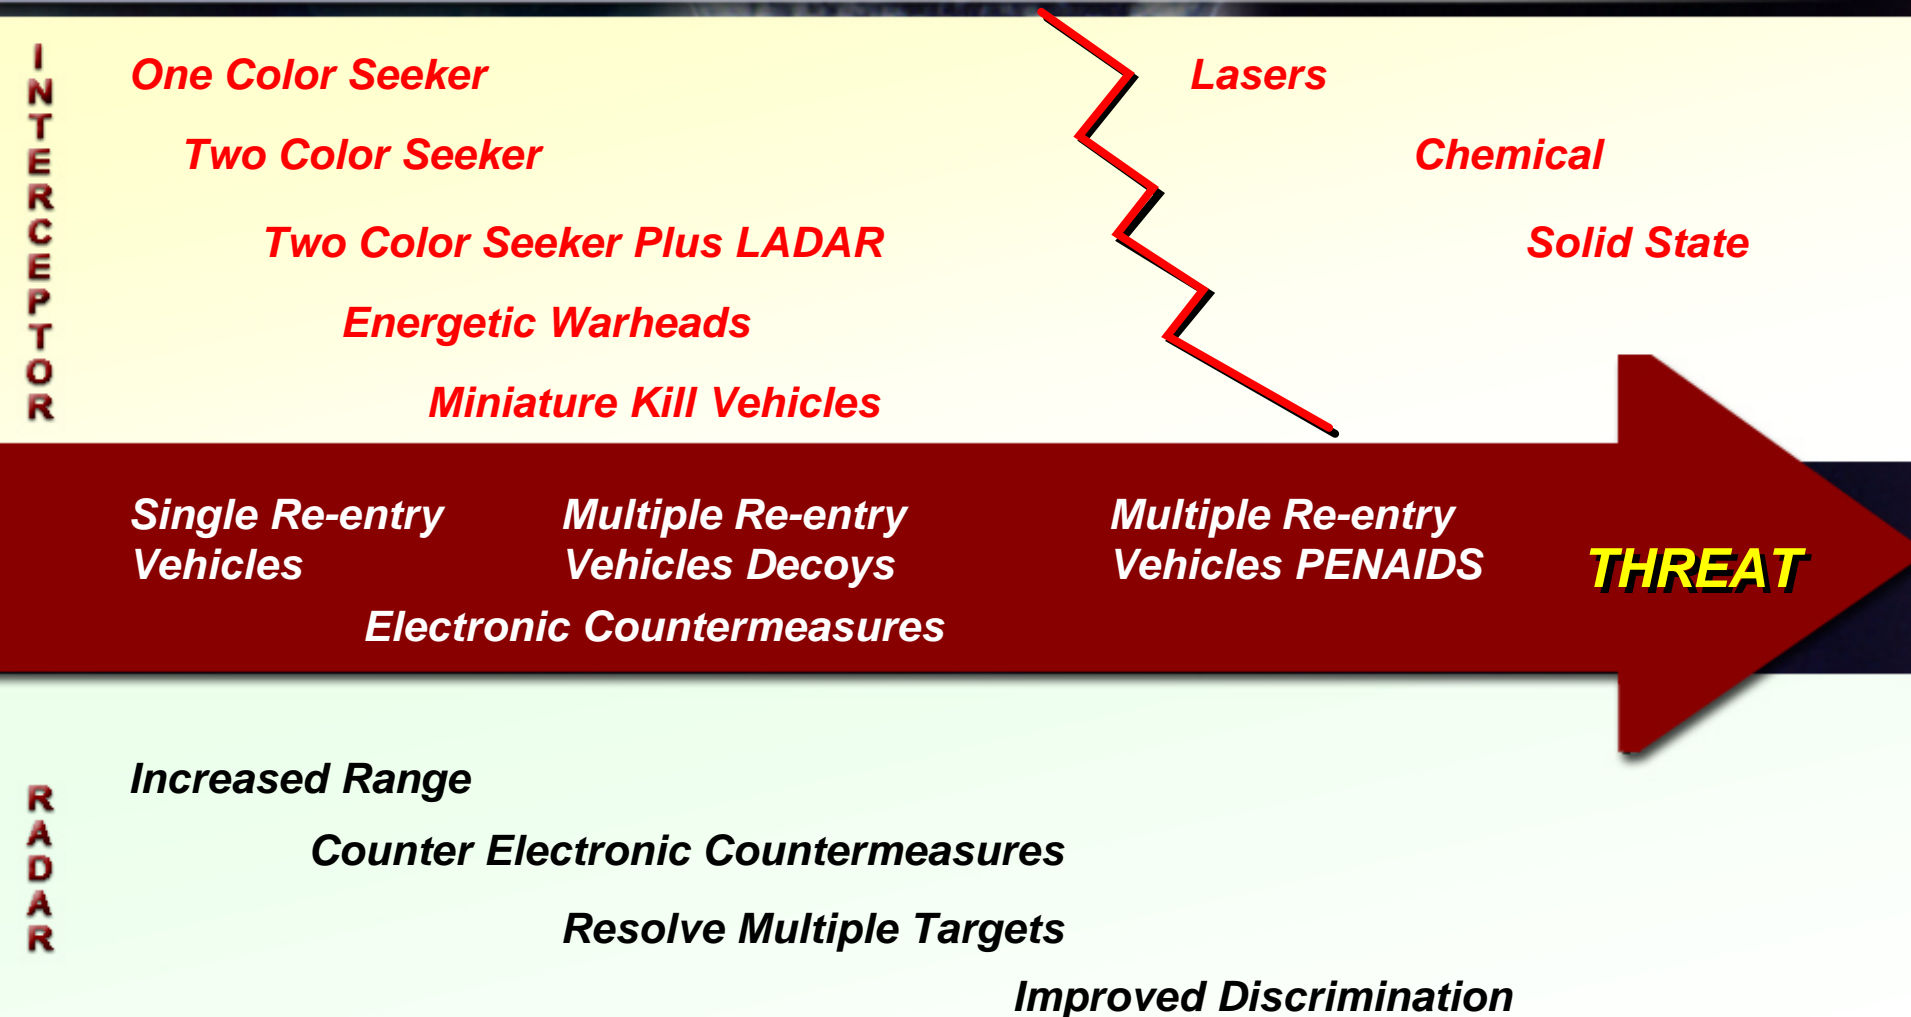 INTERCEPTOR
One Color Seeker
Lasers
Two Color Seeker
Chemical
Two Color Seeker Plus LADAR
Solid State
Energetic Warheads
Miniature Kill Vehicles
Single Re-entry
Vehicles
Multiple Re-entry
Vehicles Decoys
Multiple Re-entry
Vehicles PENAIDS
THREAT
Electronic Countermeasures
RADAR
Increased Range
Counter Electronic Countermeasures
Resolve Multiple Targets
Improved Discrimination